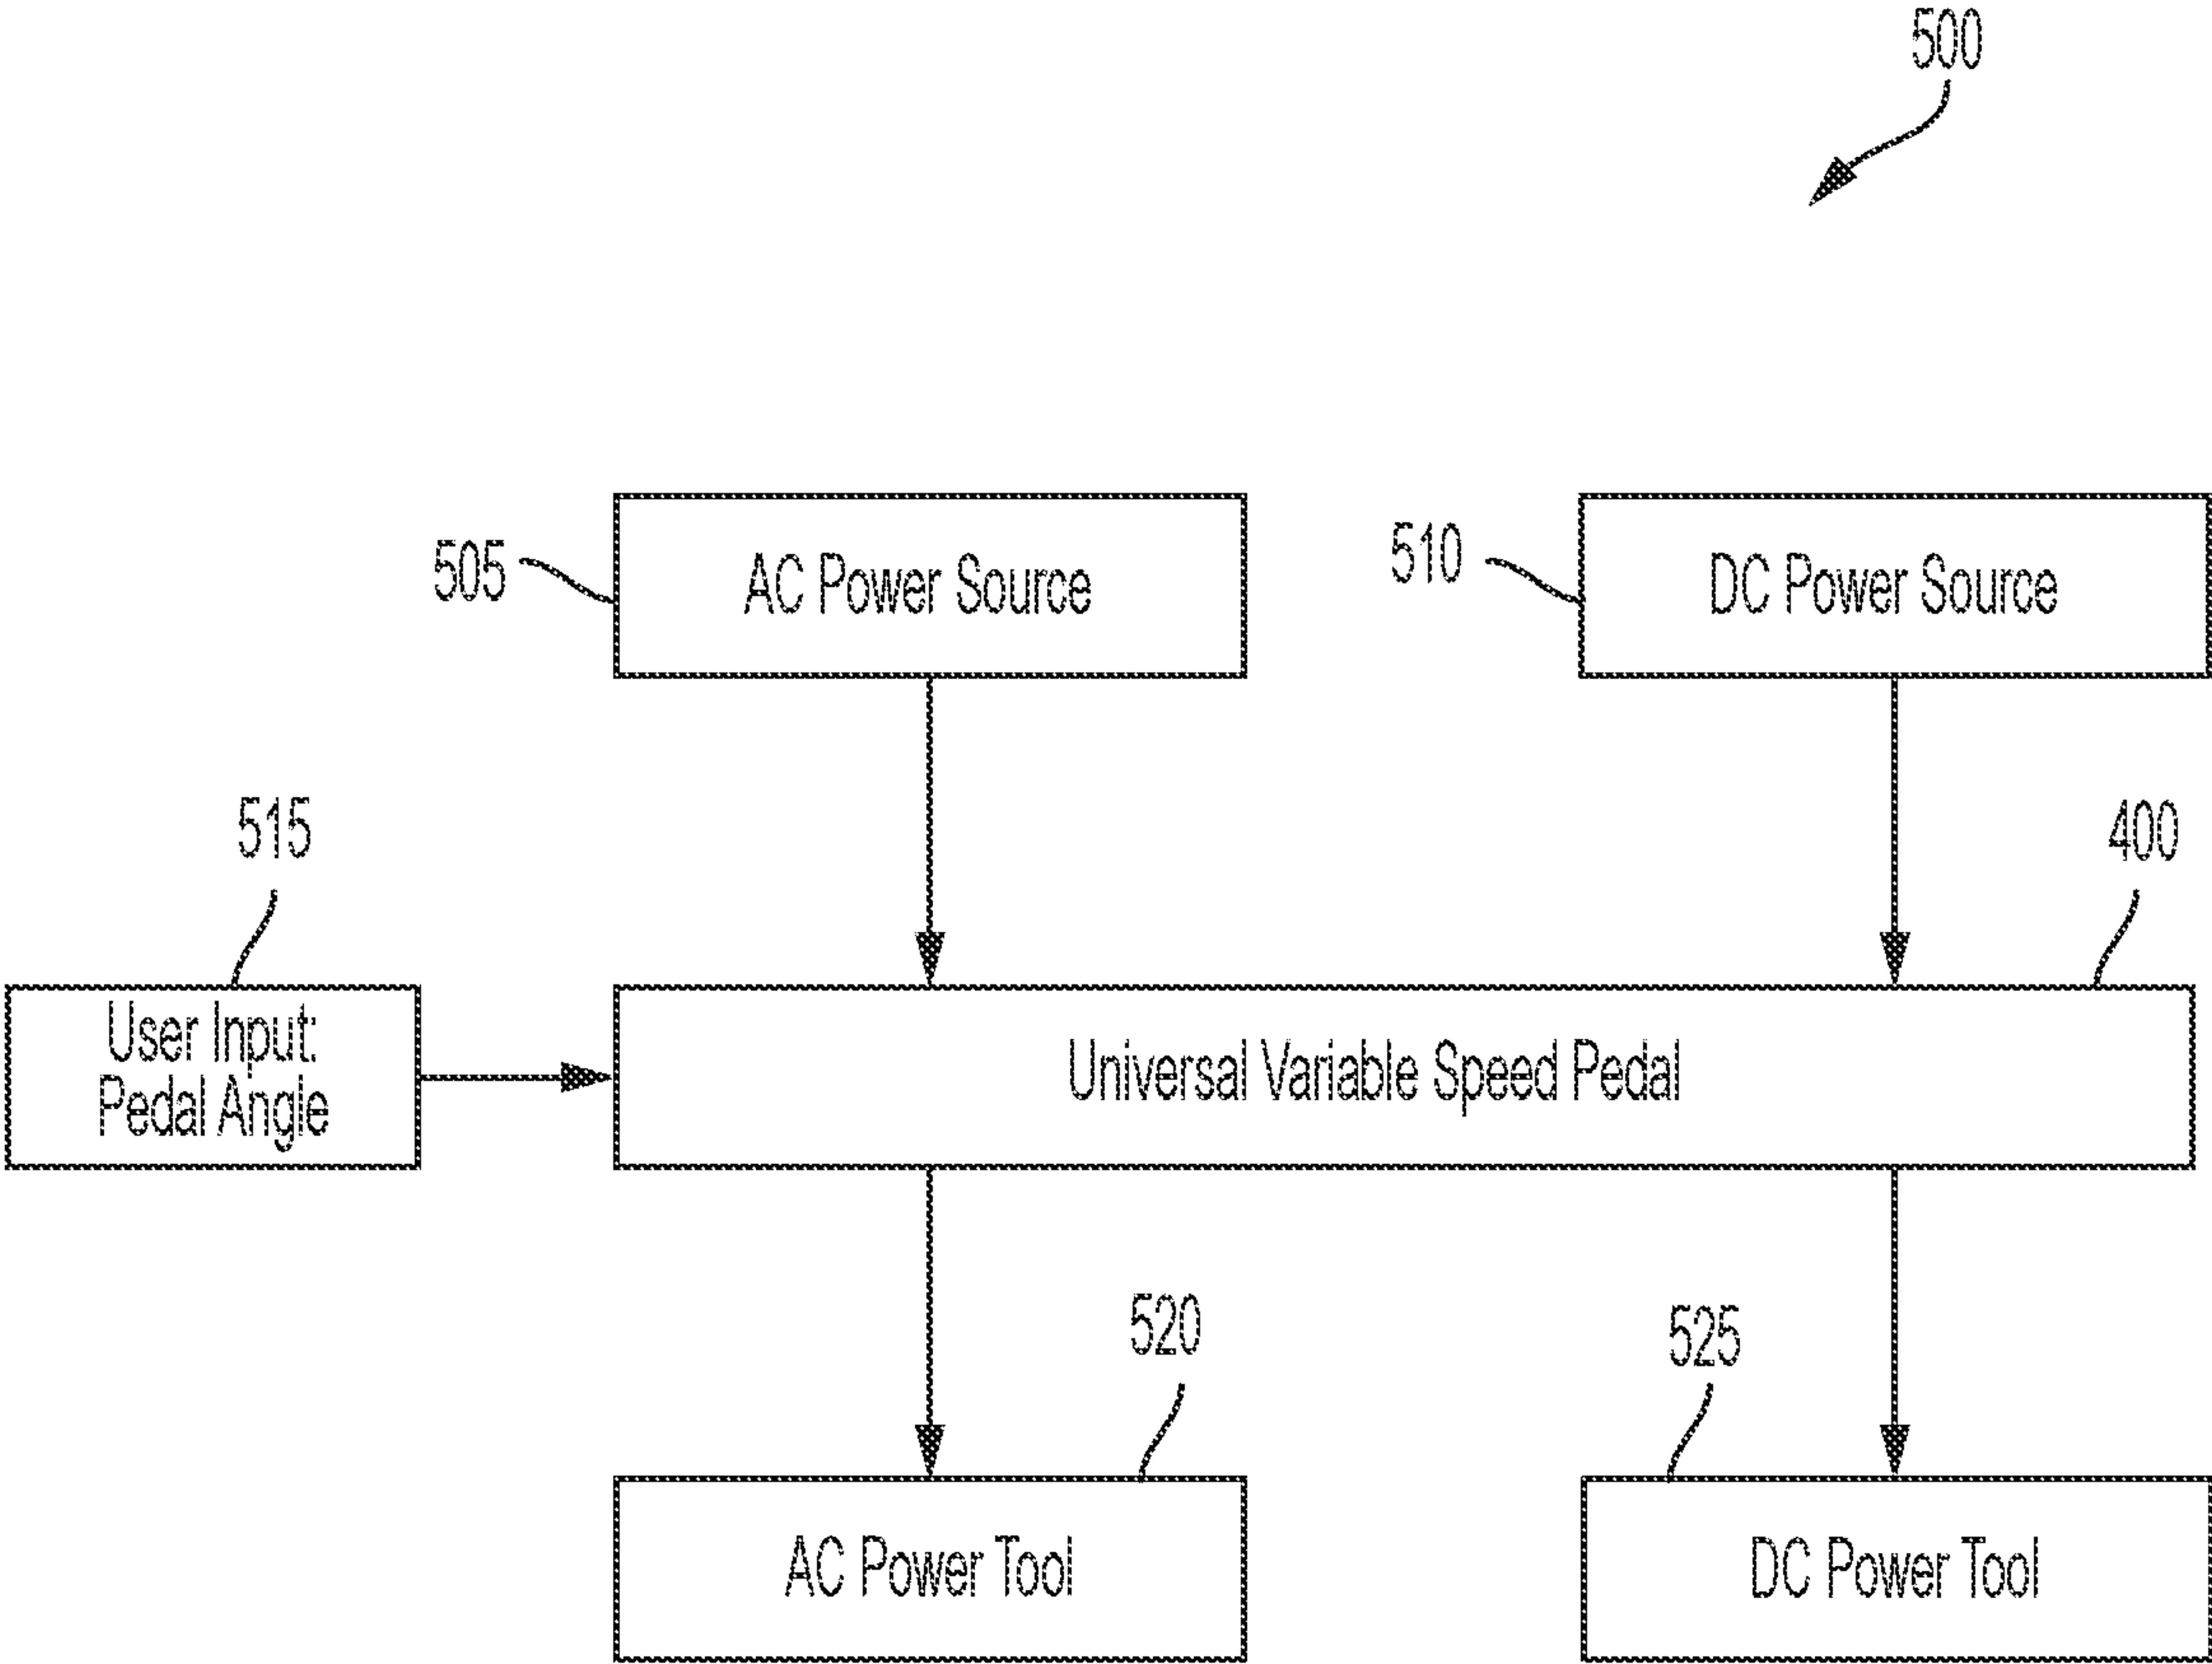 500
505
AC Power Source
510
DC Power Source
515
400
User Input:
Pedal Angle
Universal Variable Speed Pedal
520
525
AC Power Tool
DC Power Tool